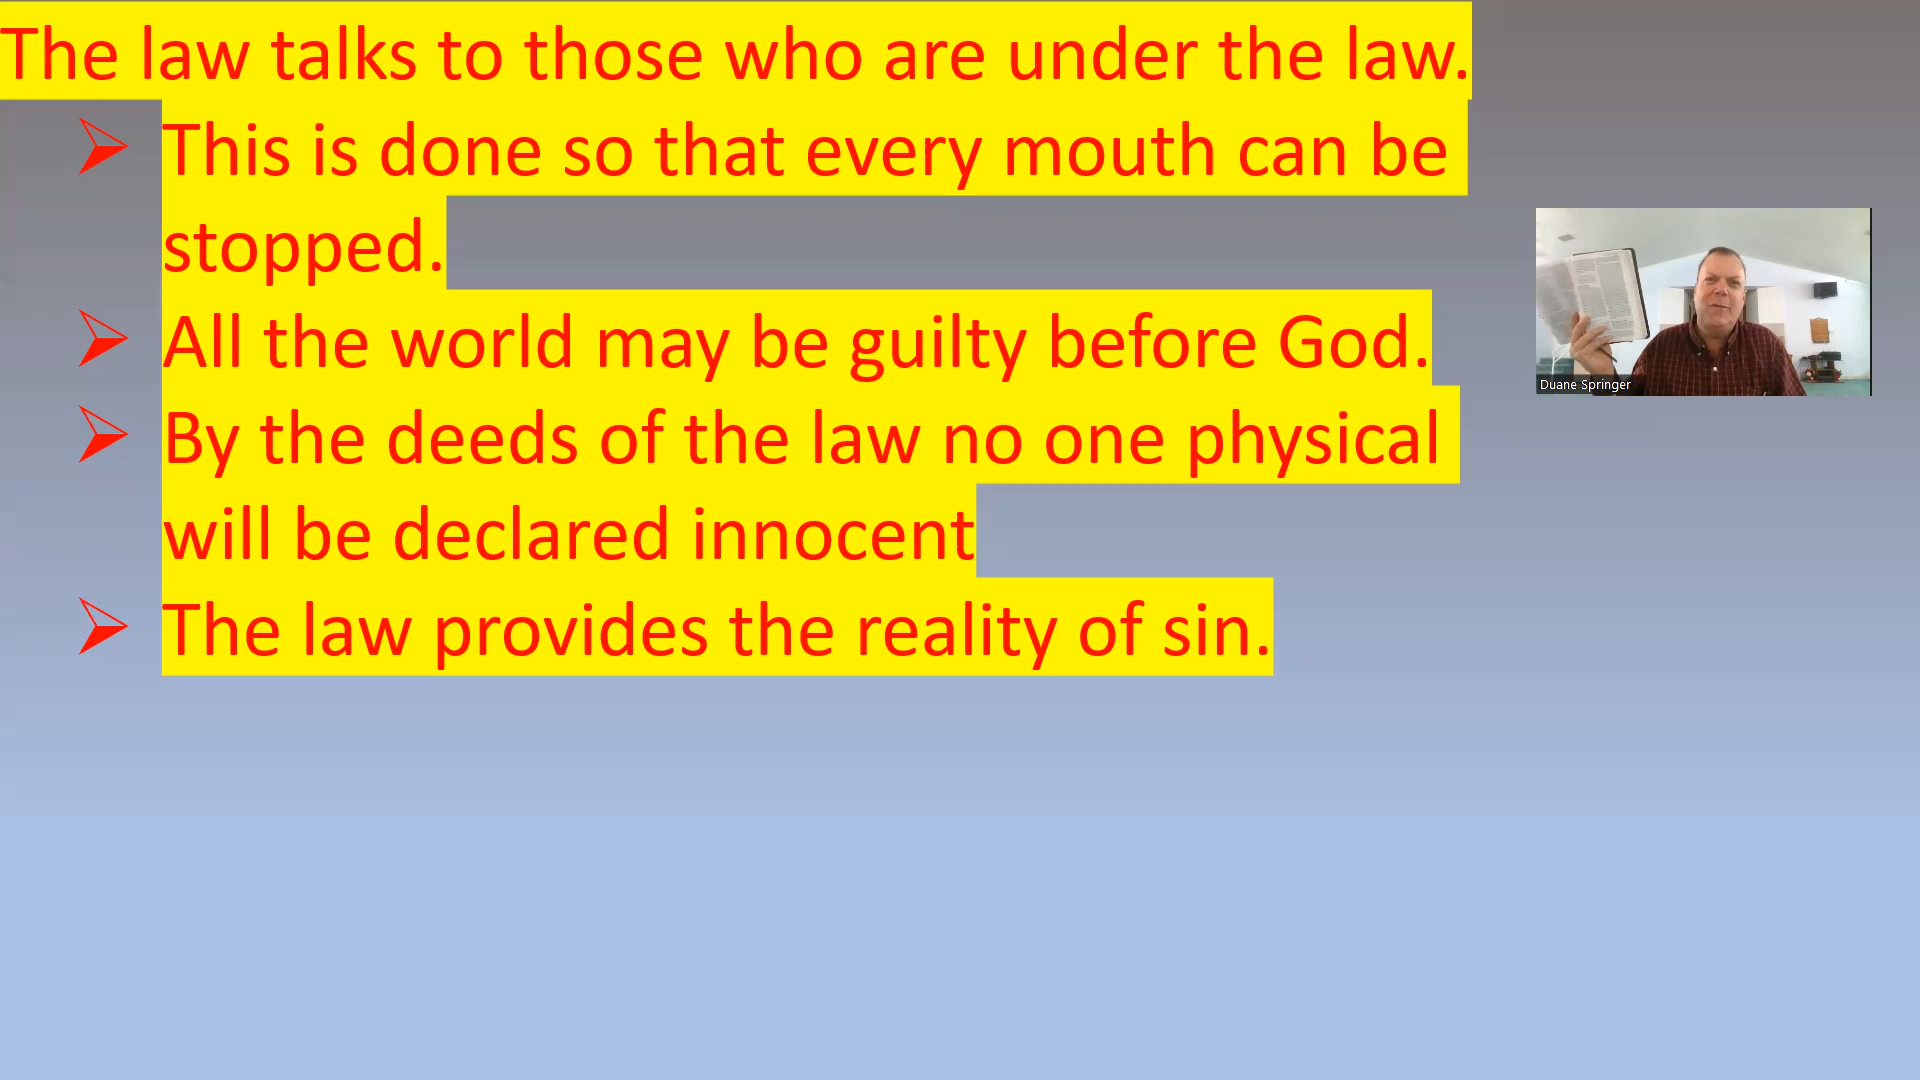 The law talks to those who are under the law.
This is done so that every mouth can be
stopped.
All the world may be guilty before God.
By the deeds of the law no one physical
will be declared innocent
The law provides the reality of sin.
Duane Springer